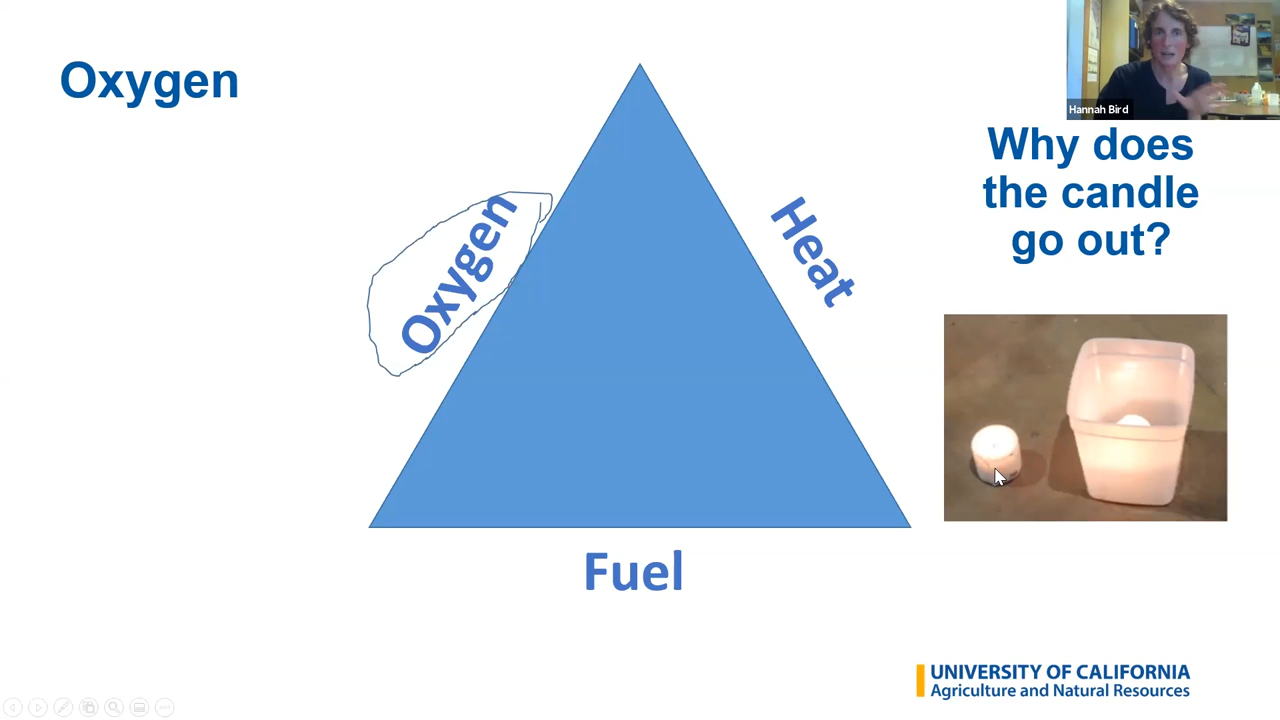 Oxygen
Hannah Bird
Why does
the candle
go out?
Oxygen
Heat
Fuel
UNIVERSITY OF CALIFORNIA
Agriculture and Natural Resources